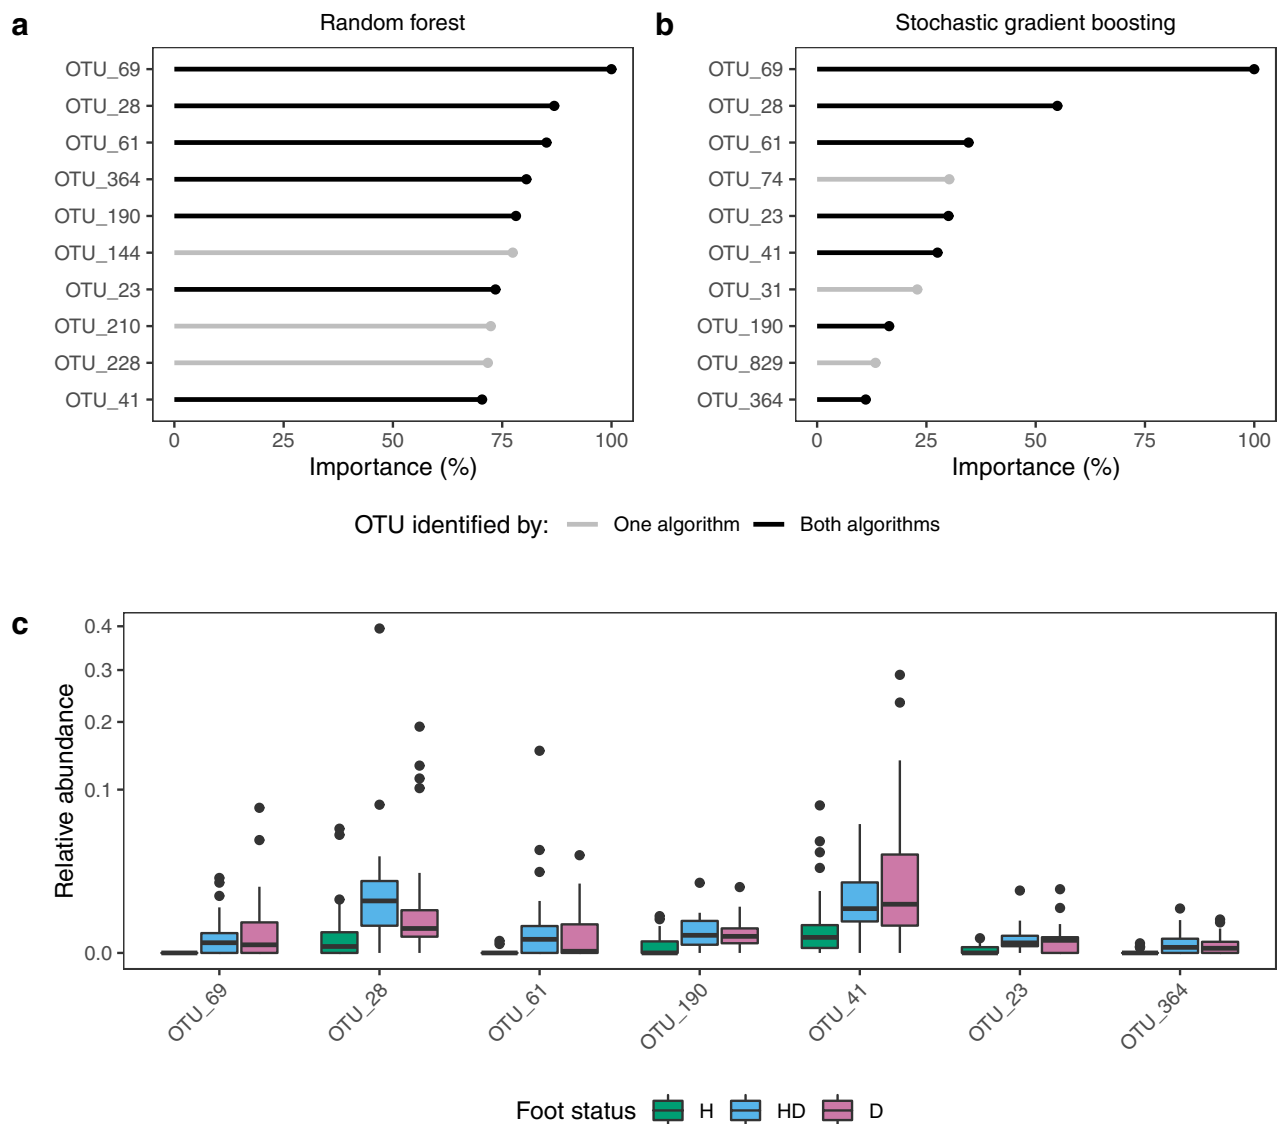 a
Random forest
OTU_69
OTU_28
OTU_61
OTU_364
OTU_190
OTU_144
OTU_23
OTU_210
OTU_228
OTU_41
0 25 50 75 100
Importance (%)
b
Stochastic gradient boosting
OTU_69
OTU_28
OTU_61
OTU_74
OTU_23
OTU_41
OTU_31
OTU_190
OTU_829
OTU_364
0 25 50 75 100
Importance (%)
OTU identified by: One algorithm Both algorithms
c
Relative abundance
0.4
0.3
0.2
0.1
0.0
OTU_69 OTU_28 OTU_61 OTU_190 OTU_41 OTU_23 OTU_364
Foot status H HD D